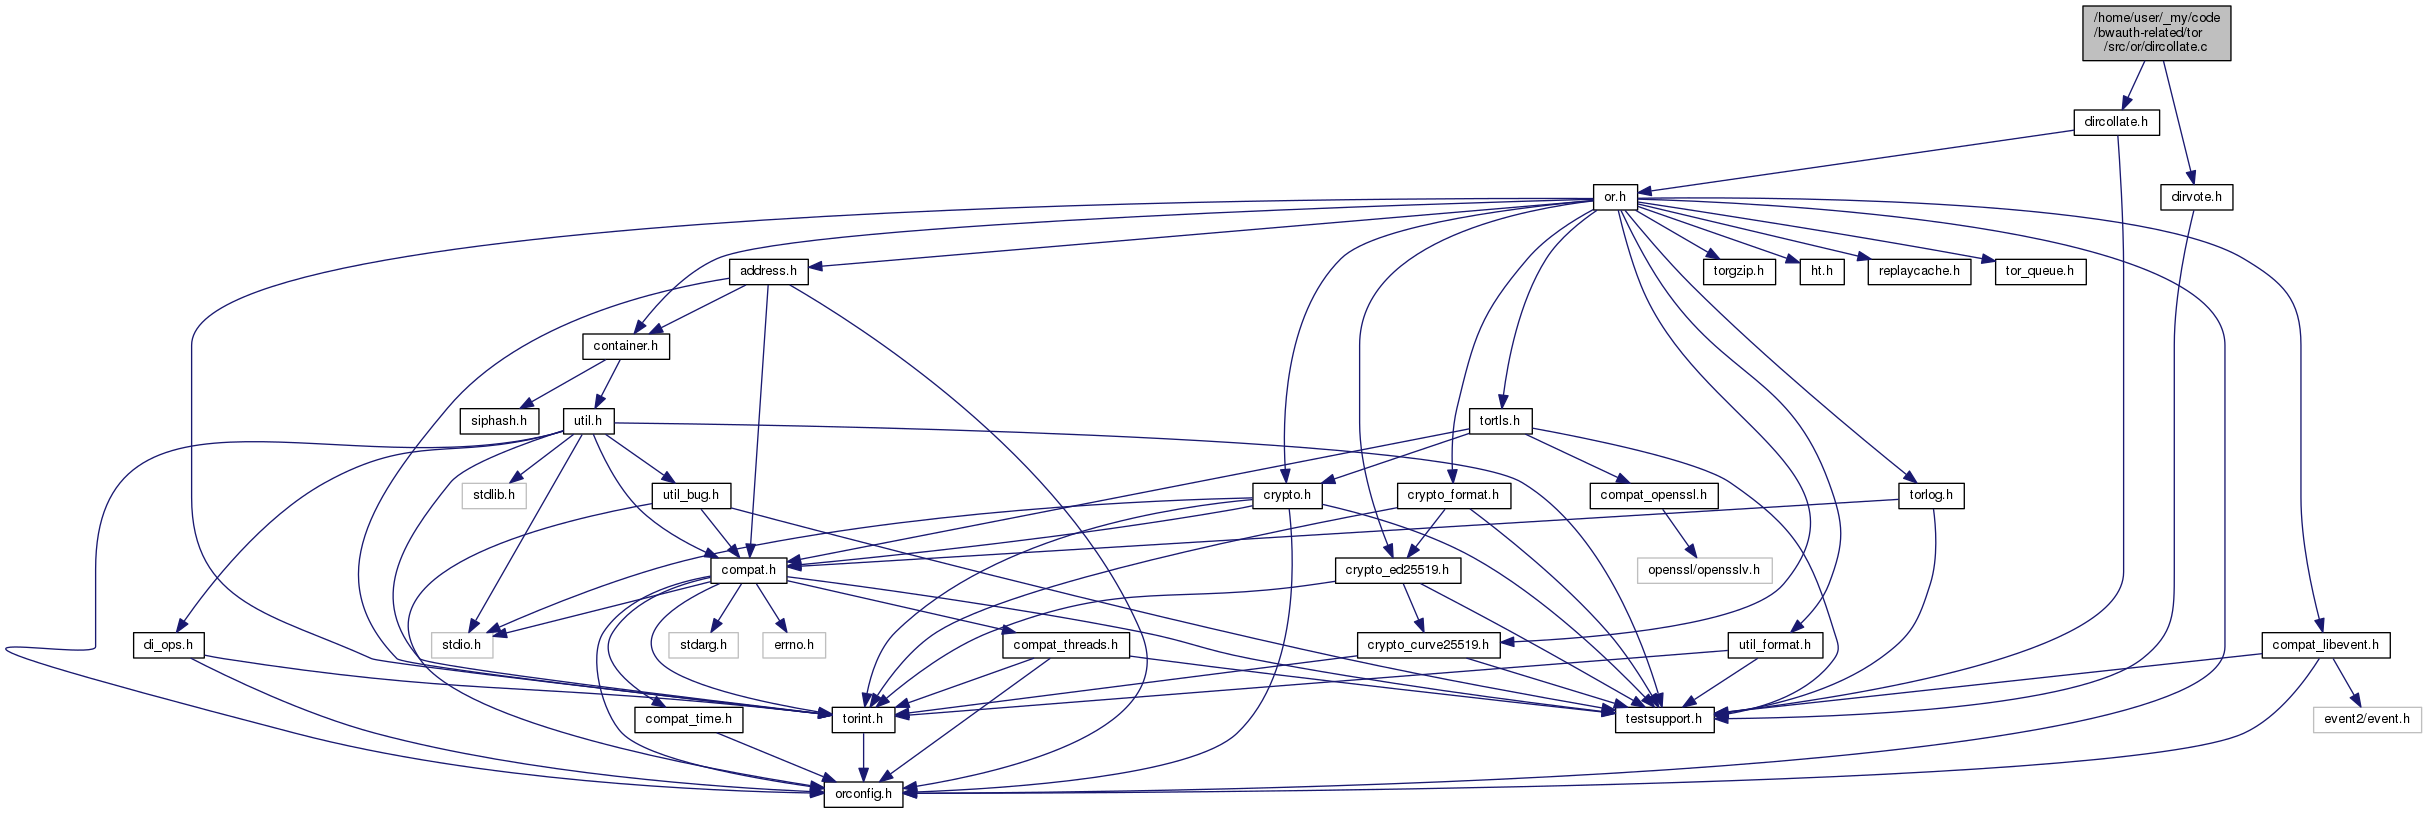 /home/user/_my/code
/bwauth-related/tor
/src/or/dircollate.c
dircollate.h
or.h
dirvote.h
address.h
torgzip.h
ht.h
replaycache.h
tor_queue.h
container.h
siphash.h
util.h
tortls.h
stdlib.h
util_bug.h
crypto.h
crypto_format.h
compat_openssl.h
torlog.h
compat.h
crypto_ed25519.h
openssl/opensslv.h
di_ops.h
stdio.h
stdarg.h
errno.h
compat_threads.h
crypto_curve25519.h
util_format.h
compat_libevent.h
compat_time.h
torint.h
testsupport.h
event2/event.h
orconfig.h